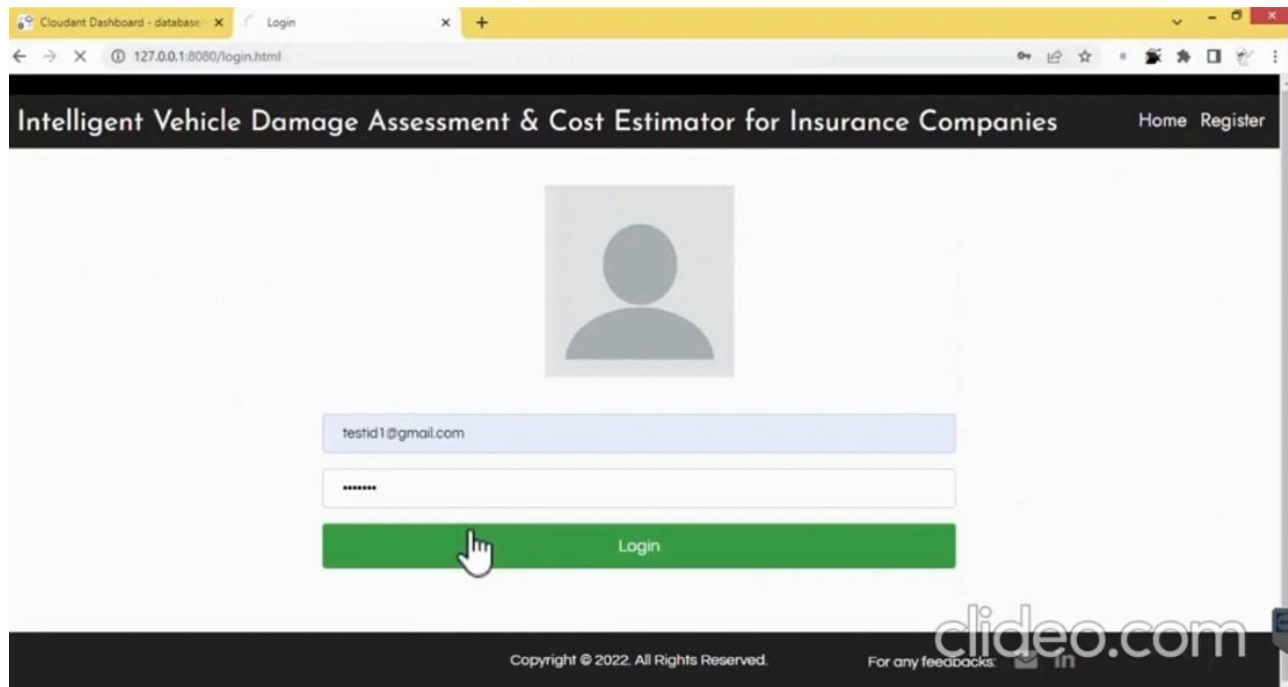 Cloudant Dashboard - database
Login
127.0.0.1:8080/login.html
Intelligent Vehicle Damage Assessment & Cost Estimator for Insurance Companies
Home Register
testid1@gmail.com
•••••••
Login
clideo.com
Copyright © 2022. All Rights Reserved.
For any feedbacks: in